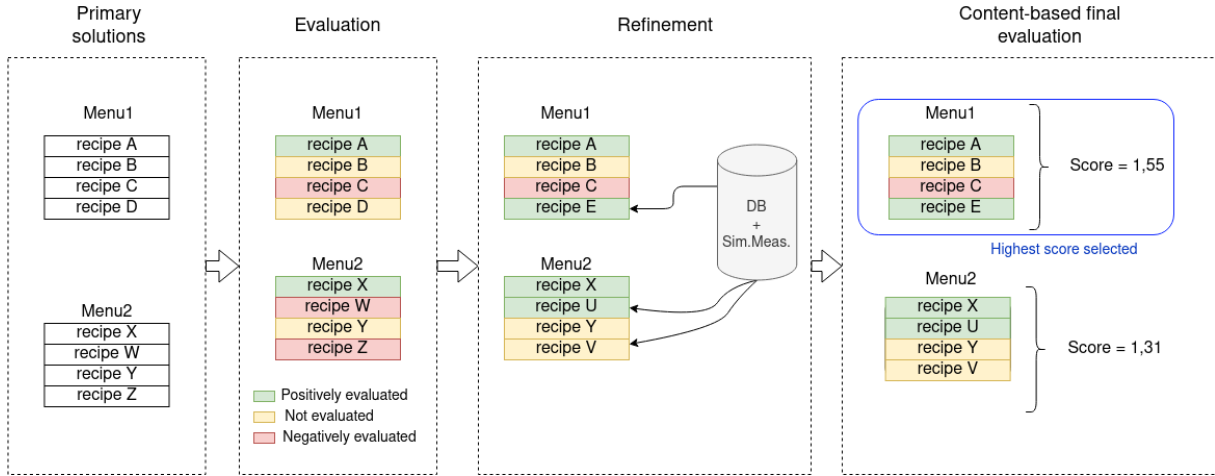 Primary
solutions
Evaluation
Refinement
Content-based final
evaluation
Menu1
recipe A
recipe B
recipe C
recipe D
Menu2
recipe X
recipe W
recipe Y
recipe Z
Menu1
recipe A
recipe B
recipe C
recipe D
Menu2
recipe X
recipe W
recipe Y
recipe Z
Positively evaluated
Not evaluated
Negatively evaluated
Menu1
recipe A
recipe B
recipe C
recipe E
Menu2
recipe X
recipe U
recipe Y
recipe V
DB
+
Sim.Meas.
Menu1
recipe A
recipe B
recipe C
recipe E
Score = 1,55
Highest score selected
Menu2
recipe X
recipe U
recipe Y
recipe V
Score = 1,31